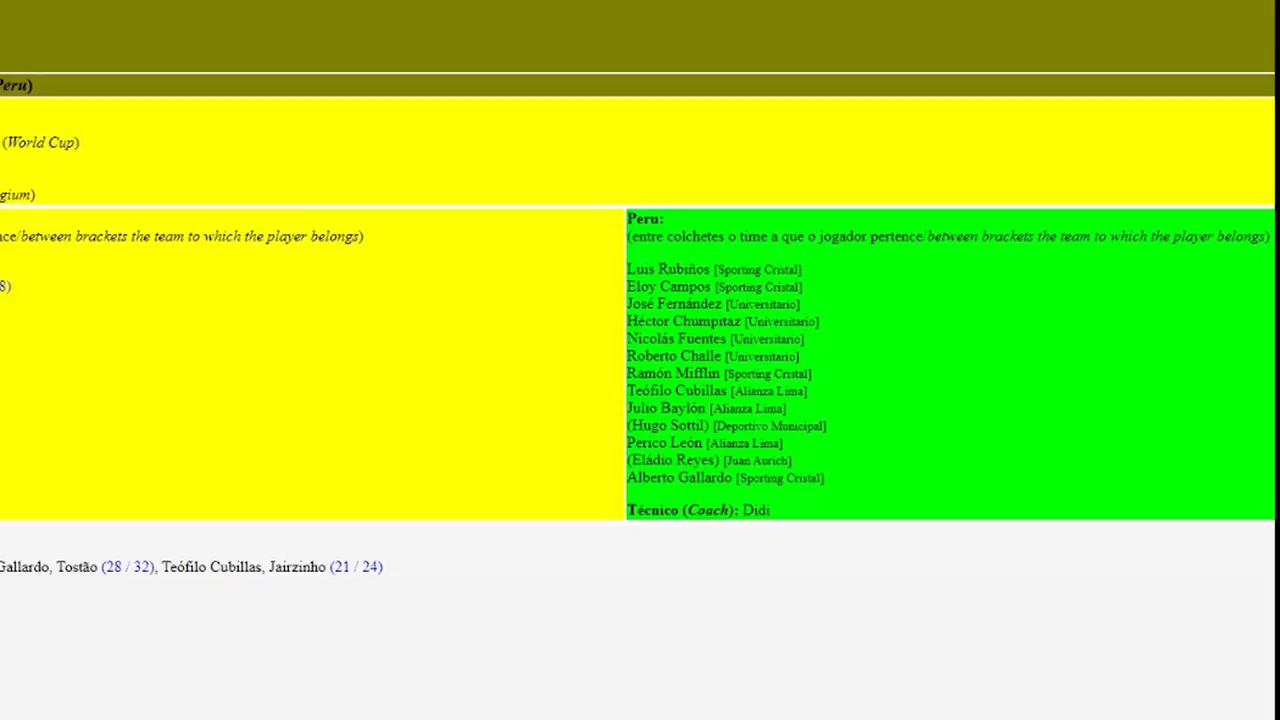 Peru)
(World Cup)
gium)
nce/between brackets the team to which the player belongs)
8)
Peru:
(entre colchetes o time a que o jogador pertence/between brackets the team to which the player belongs)
Luis Rubiños [Sporting Cristal]
Eloy Campos [Sporting Cristal]
José Fernández [Universitario]
Héctor Chumpitaz [Universitario]
Nicolás Fuentes [Universitario]
Roberto Challe [Universitario]
Ramón Mifflin [Sporting Cristal]
Teófilo Cubillas [Alianza Lima]
Julio Baylón [Alianza Lima]
(Hugo Sottil) [Deportivo Municipal]
Perico León [Alianza Lima]
(Eládio Reyes) [Juan Aurich]
Alberto Gallardo [Sporting Cristal]
Técnico (Coach): Didi
Gallardo, Tostão (28 / 32), Teófilo Cubillas, Jairzinho (21 / 24)